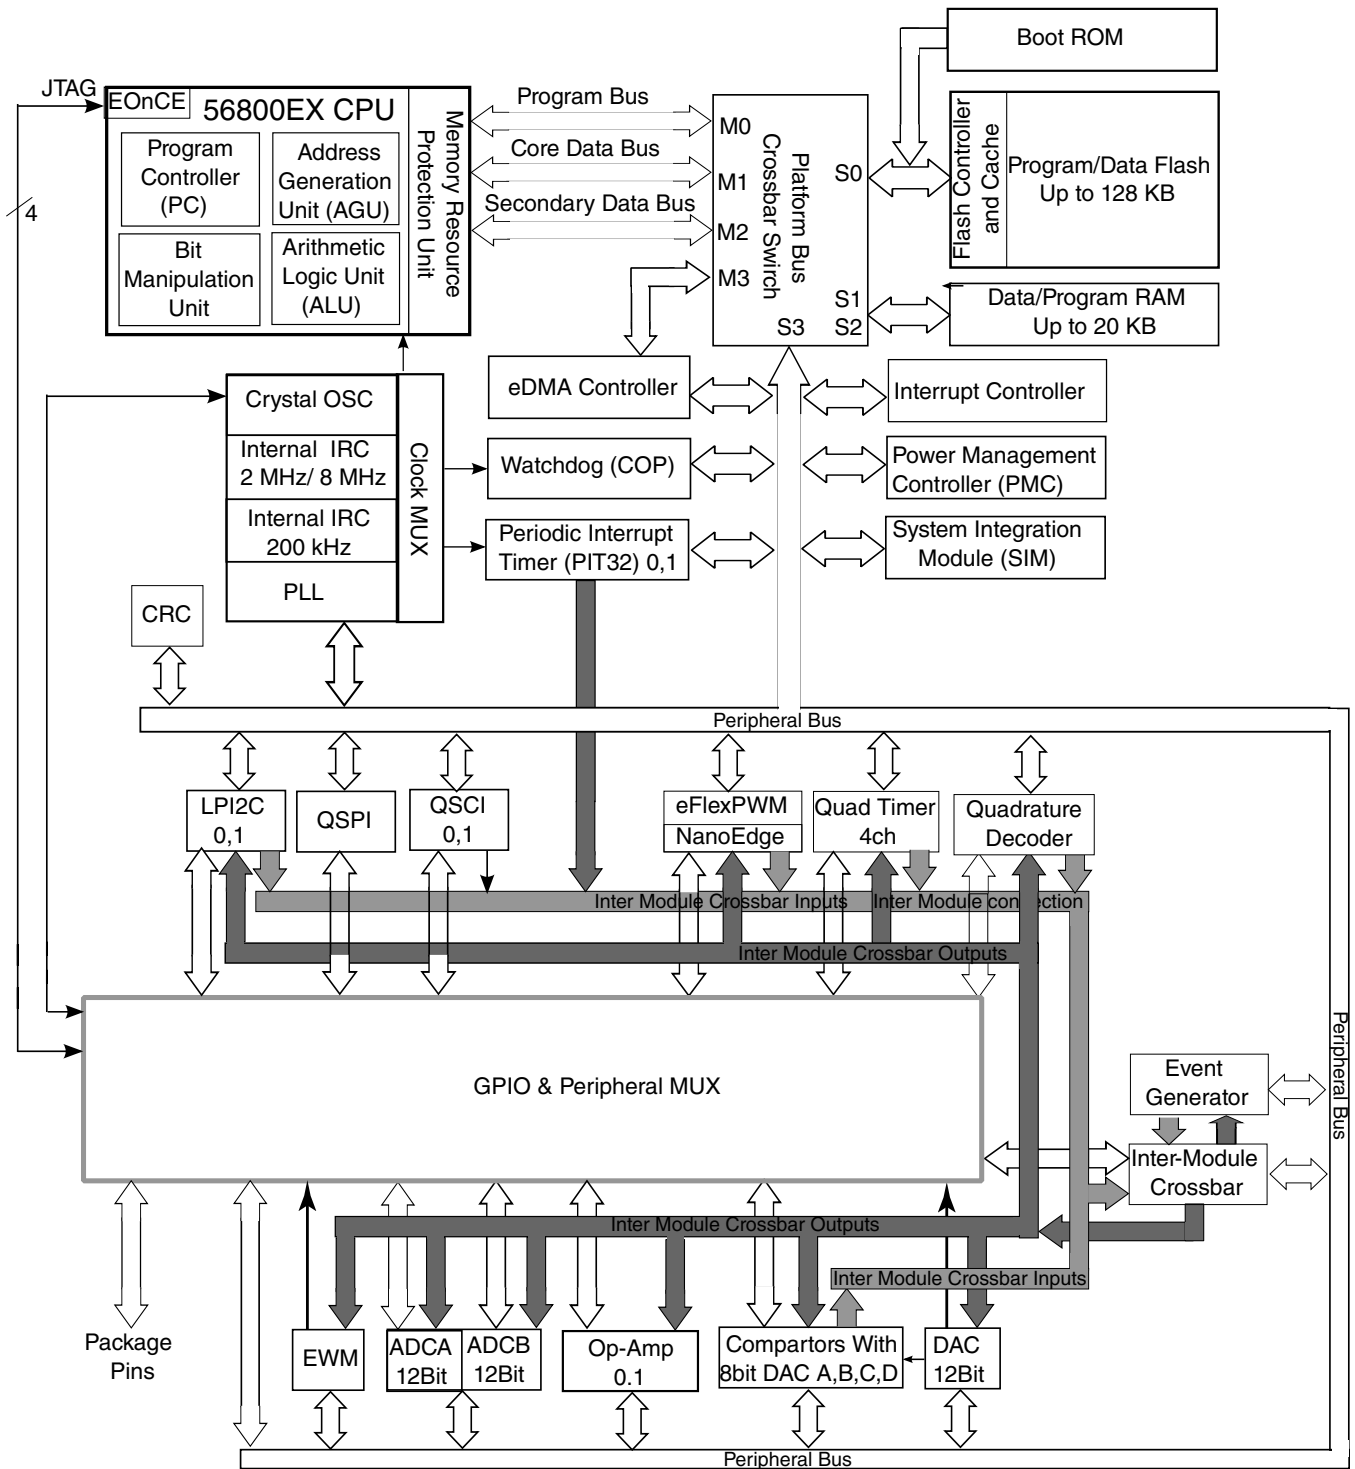 Boot ROM
JTAG
EOnCE
56800EX CPU
Program
Controller
(PC)
Address
Generation
Unit (AGU)
Bit
Manipulation
Unit
Arithmetic
Logic Unit
(ALU)
Memory Resource
Protection Unit
4
Program Bus
Core Data Bus
Secondary Data Bus
M0
M1
M2
M3
Platform Bus
Crossbar Swirch
S0
S1
S2
S3
Flash Controller
and Cache
Program/Data Flash
Up to 128 KB
Data/Program RAM
Up to 20 KB
Crystal OSC
Internal IRC
2 MHz/ 8 MHz
Internal IRC
200 kHz
PLL
Clock MUX
eDMA Controller
Interrupt Controller
Watchdog (COP)
Power Management
Controller (PMC)
Periodic Interrupt
Timer (PIT32) 0,1
System Integration
Module (SIM)
CRC
Peripheral Bus
LPI2C
0,1
QSPI
QSCI
0,1
eFlexPWM
NanoEdge
Quad Timer
4ch
Quadrature
Decoder
Inter Module Crossbar Inputs
Inter Module connection
Inter Module Crossbar Outputs
GPIO & Peripheral MUX
Peripheral Bus
Event
Generator
Inter-Module
Crossbar
Inter Module Crossbar Outputs
Inter Module Crossbar Inputs
Package
Pins
EWM
ADCA
12Bit
ADCB
12Bit
Op-Amp
0.1
Compartors With
8bit DAC A,B,C,D
DAC
12Bit
Peripheral Bus